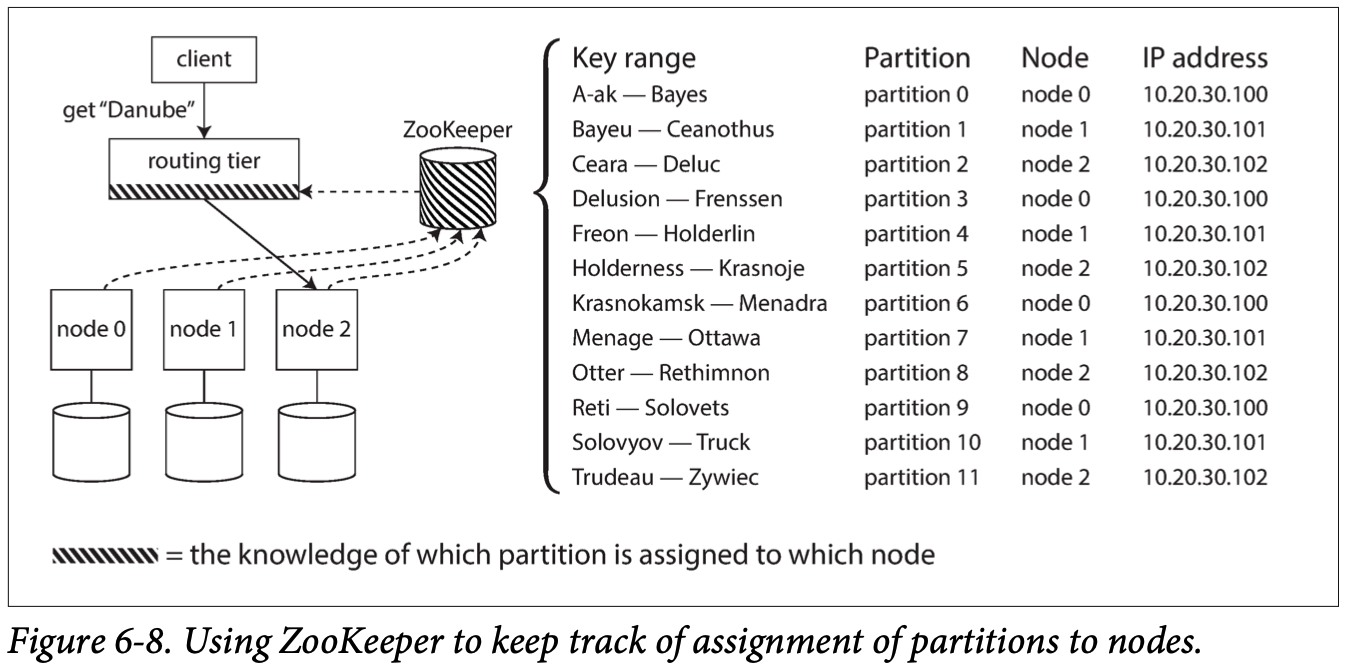 client
get “Danube”
routing tier
ZooKeeper
node 0 node 1 node 2
Key range Partition Node IP address
A-ak — Bayes partition 0 node 0 10.20.30.100
Bayeu — Ceanothus partition 1 node 1 10.20.30.101
Ceara — Deluc partition 2 node 2 10.20.30.102
Delusion — Frenssen partition 3 node 0 10.20.30.100
Freon — Holderlin partition 4 node 1 10.20.30.101
Holderness — Krasnoje partition 5 node 2 10.20.30.102
Krasnokamsk — Menadra partition 6 node 0 10.20.30.100
Menage — Ottawa partition 7 node 1 10.20.30.101
Otter — Rethimnon partition 8 node 2 10.20.30.102
Reti — Solovets partition 9 node 0 10.20.30.100
Solovyov — Truck partition 10 node 1 10.20.30.101
Trudeau — Zywiec partition 11 node 2 10.20.30.102
= the knowledge of which partition is assigned to which node
Figure 6-8. Using ZooKeeper to keep track of assignment of partitions to nodes.